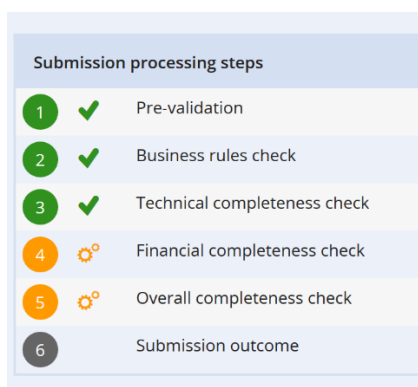 Submission processing steps
1 Pre-validation
2 Business rules check
3 Technical completeness check
4 Financial completeness check
5 Overall completeness check
6 Submission outcome